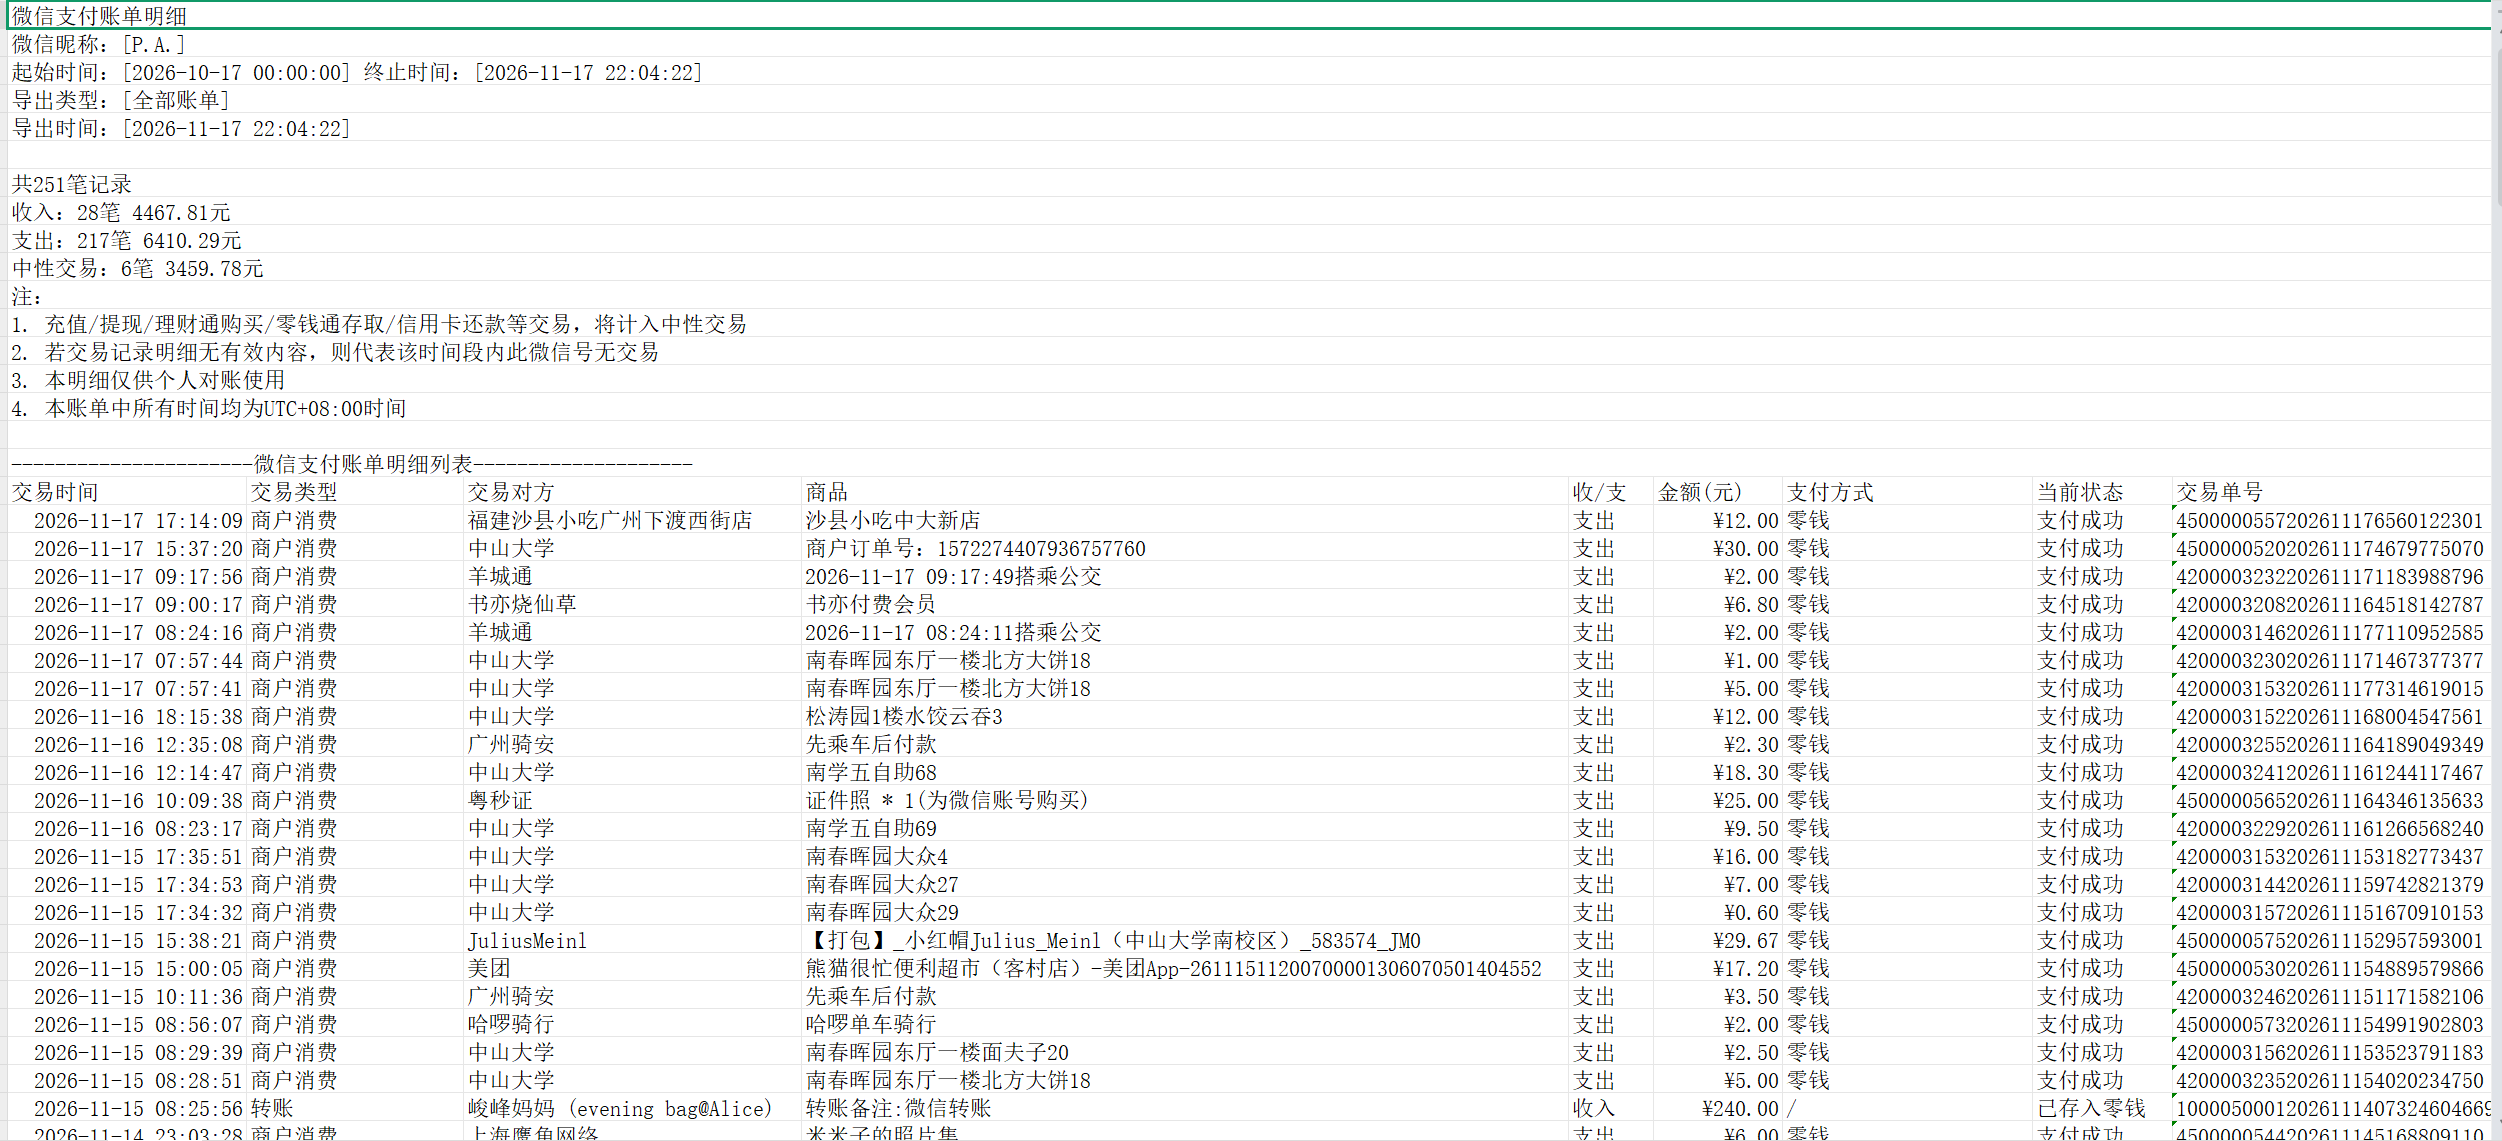 微信支付账单明细
微信昵称：[P.A.]
起始时间：[2026-10-17 00:00:00] 终止时间：[2026-11-17 22:04:22]
导出类型：[全部账单]
导出时间：[2026-11-17 22:04:22]
共251笔记录
收入：28笔 4467.81元
支出：217笔 6410.29元
中性交易：6笔 3459.78元
注：
1. 充值/提现/理财通购买/零钱通存取/信用卡还款等交易，将计入中性交易
2. 若交易记录明细无有效内容，则代表该时间段内此微信号无交易
3. 本明细仅供个人对账使用
4. 本账单中所有时间均为UTC+08:00时间
----------------------微信支付账单明细列表--------------------
交易时间 交易类型 交易对方 商品 收/支 金额(元) 支付方式 当前状态 交易单号
2026-11-17 17:14:09 商户消费 福建沙县小吃广州下渡西街店 沙县小吃中大新店 支出 ¥12.00 零钱 支付成功 4500000557202611176560122301
2026-11-17 15:37:20 商户消费 中山大学 商户订单号：1572274407936757760 支出 ¥30.00 零钱 支付成功 4500000520202611174679775070
2026-11-17 09:17:56 商户消费 羊城通 2026-11-17 09:17:49搭乘公交 支出 ¥2.00 零钱 支付成功 4200003232202611171183988796
2026-11-17 09:00:17 商户消费 书亦烧仙草 书亦付费会员 支出 ¥6.80 零钱 支付成功 4200003208202611164518142787
2026-11-17 08:24:16 商户消费 羊城通 2026-11-17 08:24:11搭乘公交 支出 ¥2.00 零钱 支付成功 4200003146202611177110952585
2026-11-17 07:57:44 商户消费 中山大学 南春晖园东厅一楼北方大饼18 支出 ¥1.00 零钱 支付成功 4200003230202611171467377377
2026-11-17 07:57:41 商户消费 中山大学 南春晖园东厅一楼北方大饼18 支出 ¥5.00 零钱 支付成功 4200003153202611177314619015
2026-11-16 18:15:38 商户消费 中山大学 松涛园1楼水饺云吞3 支出 ¥12.00 零钱 支付成功 4200003152202611168004547561
2026-11-16 12:35:08 商户消费 广州骑安 先乘车后付款 支出 ¥2.30 零钱 支付成功 4200003255202611164189049349
2026-11-16 12:14:47 商户消费 中山大学 南学五自助68 支出 ¥18.30 零钱 支付成功 4200003241202611161244117467
2026-11-16 10:09:38 商户消费 粤秒证 证件照 * 1(为微信账号购买) 支出 ¥25.00 零钱 支付成功 4500000565202611164346135633
2026-11-16 08:23:17 商户消费 中山大学 南学五自助69 支出 ¥9.50 零钱 支付成功 4200003229202611161266568240
2026-11-15 17:35:51 商户消费 中山大学 南春晖园大众4 支出 ¥16.00 零钱 支付成功 4200003153202611153182773437
2026-11-15 17:34:53 商户消费 中山大学 南春晖园大众27 支出 ¥7.00 零钱 支付成功 4200003144202611159742821379
2026-11-15 17:34:32 商户消费 中山大学 南春晖园大众29 支出 ¥0.60 零钱 支付成功 4200003157202611151670910153
2026-11-15 15:38:21 商户消费 JuliusMeinl 【打包】_小红帽Julius_Meinl（中山大学南校区）_583574_JM0 支出 ¥29.67 零钱 支付成功 4500000575202611152957593001
2026-11-15 15:00:05 商户消费 美团 熊猫很忙便利超市（客村店）-美团App-26111511200700001306070501404552 支出 ¥17.20 零钱 支付成功 4500000530202611154889579866
2026-11-15 10:11:36 商户消费 广州骑安 先乘车后付款 支出 ¥3.50 零钱 支付成功 4200003246202611151171582106
2026-11-15 08:56:07 商户消费 哈啰骑行 哈啰单车骑行 支出 ¥2.00 零钱 支付成功 4500000573202611154991902803
2026-11-15 08:29:39 商户消费 中山大学 南春晖园东厅一楼面夫子20 支出 ¥2.50 零钱 支付成功 4200003156202611153523791183
2026-11-15 08:28:51 商户消费 中山大学 南春晖园东厅一楼北方大饼18 支出 ¥5.00 零钱 支付成功 4200003235202611154020234750
2026-11-15 08:25:56 转账 峻峰妈妈 (evening bag@Alice) 转账备注:微信转账 收入 ¥240.00 / 已存入零钱 10000500012026111407324604669
2026-11-14 23:03:28 商户消费 上海鹰角网络 米米子的照片集 支出 ¥6.00 零钱 支付成功 4500000544202611145168809110